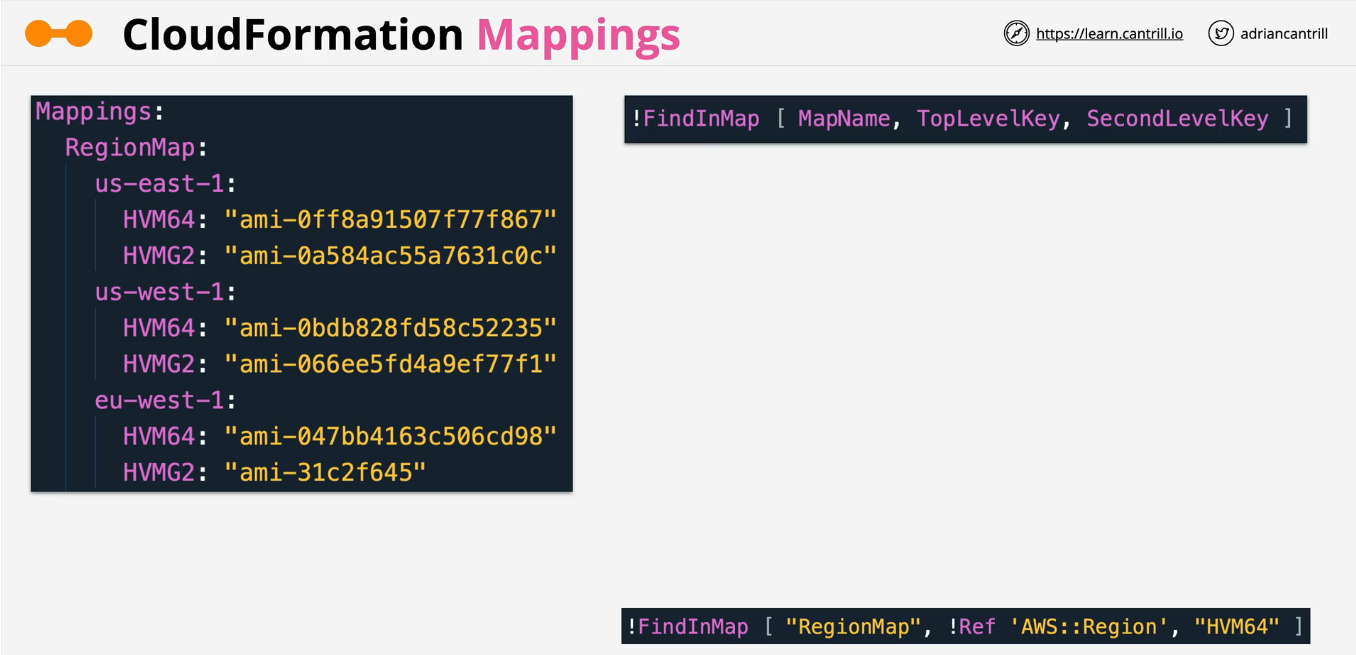 CloudFormation Mappings
https://learn.cantrill.io
adriancantrill
Mappings:
RegionMap:
us-east-1:
HVM64: "ami-0ff8a91507f77f867"
HVMG2: "ami-0a584ac55a7631c0c"
us-west-1:
HVM64: "ami-0bdb828fd58c52235"
HVMG2: "ami-066ee5fd4a9ef77f1"
eu-west-1:
HVM64: "ami-047bb4163c506cd98"
HVMG2: "ami-31c2f645"
!FindInMap [ MapName, TopLevelKey, SecondLevelKey ]
!FindInMap [ "RegionMap", !Ref 'AWS::Region', "HVM64" ]